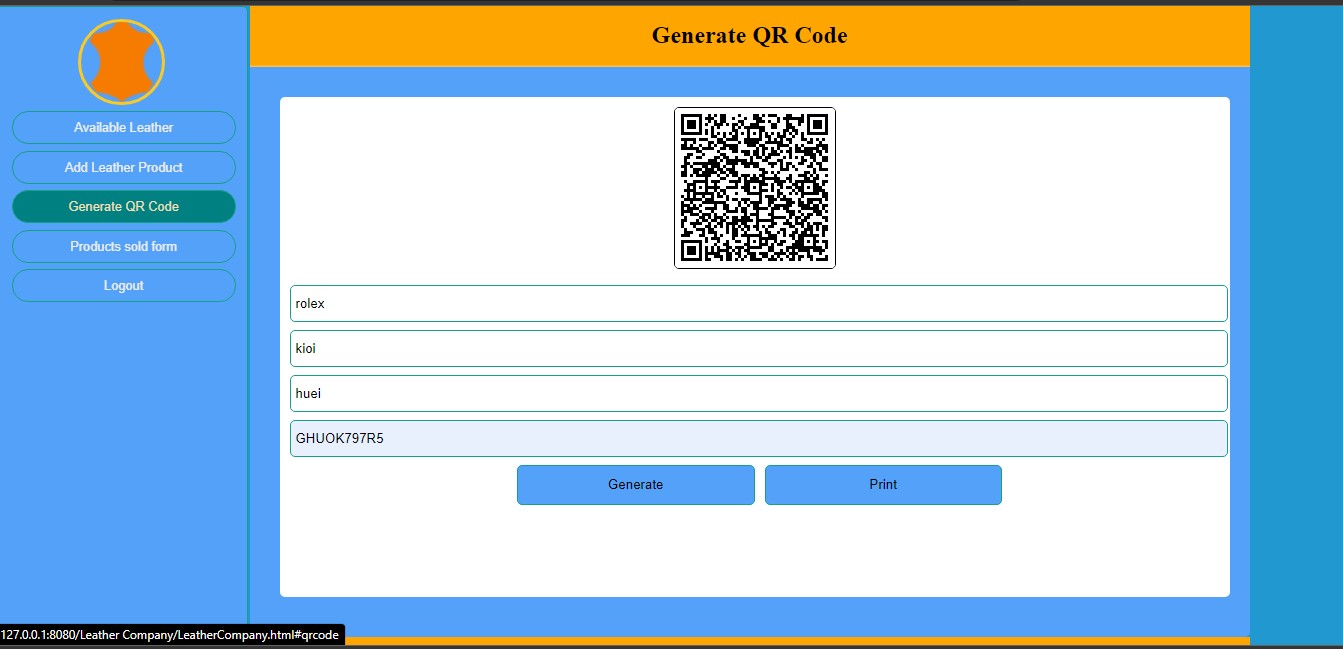 Generate QR Code
Available Leather
Add Leather Product
Generate QR Code
Products sold form
Logout
rolex
kioi
huei
GHUOK797R5
Generate
Print
127.0.0.1:8080/Leather Company/LeatherCompany.html#qrcode